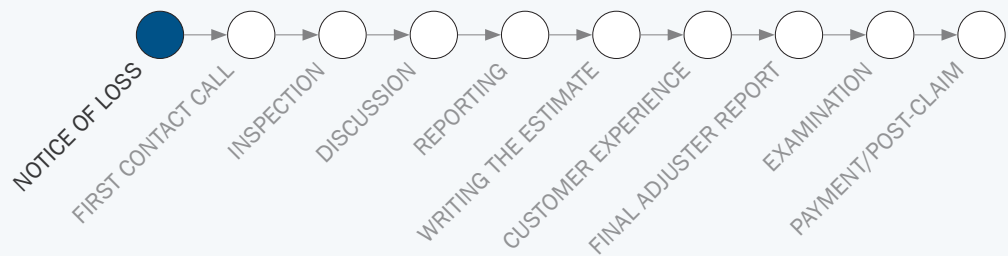 NOTICE OF LOSS
FIRST CONTACT CALL
INSPECTION
DISCUSSION
REPORTING
WRITING THE ESTIMATE
CUSTOMER EXPERIENCE
FINAL ADJUSTER REPORT
EXAMINATION
PAYMENT/POST-CLAIM